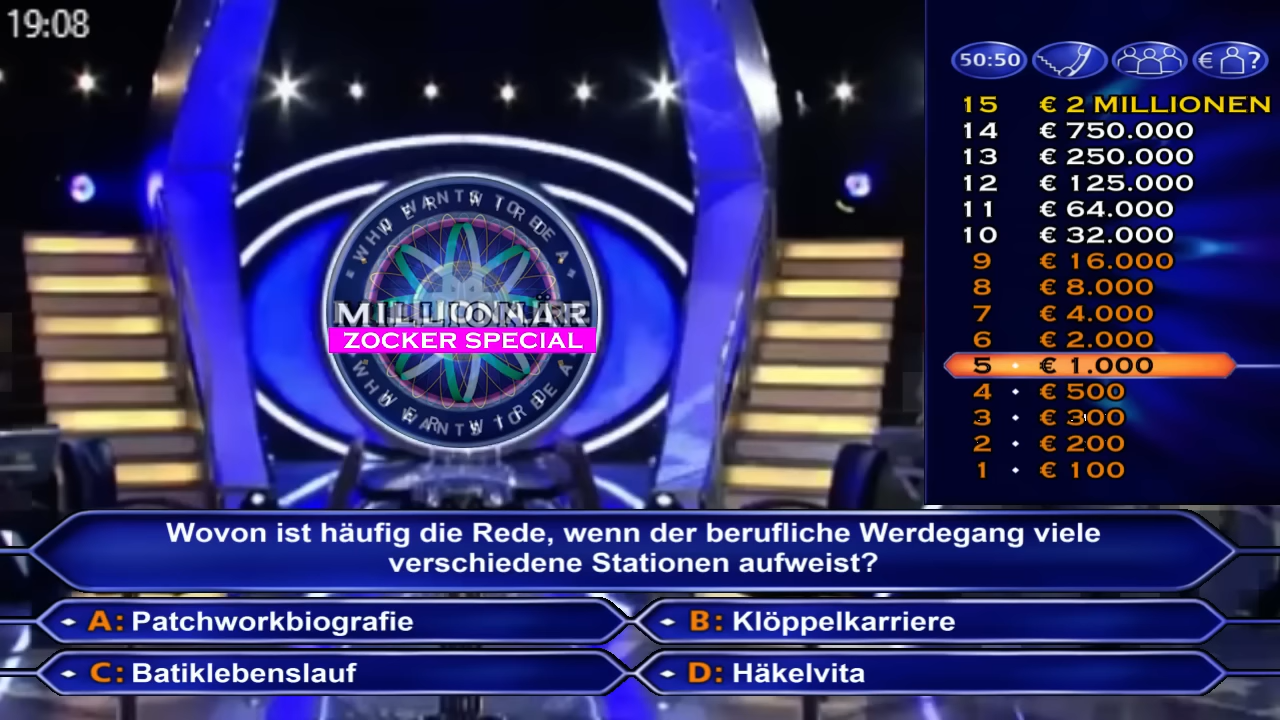 19:08
50:50
€ ?
15 € 2 MILLIONEN
14 € 750.000
13 € 250.000
12 € 125.000
11 € 64.000
10 € 32.000
9 € 16.000
8 € 8.000
7 € 4.000
6 € 2.000
5 € 1.000
4 € 500
3 € 300
2 € 200
1 € 100
MILLIONÄR
ZOCKER SPECIAL
Wovon ist häufig die Rede, wenn der berufliche Werdegang viele
verschiedene Stationen aufweist?
A: Patchworkbiografie
B: Klöppelkarriere
C: Batiklebenslauf
D: Häkelvita